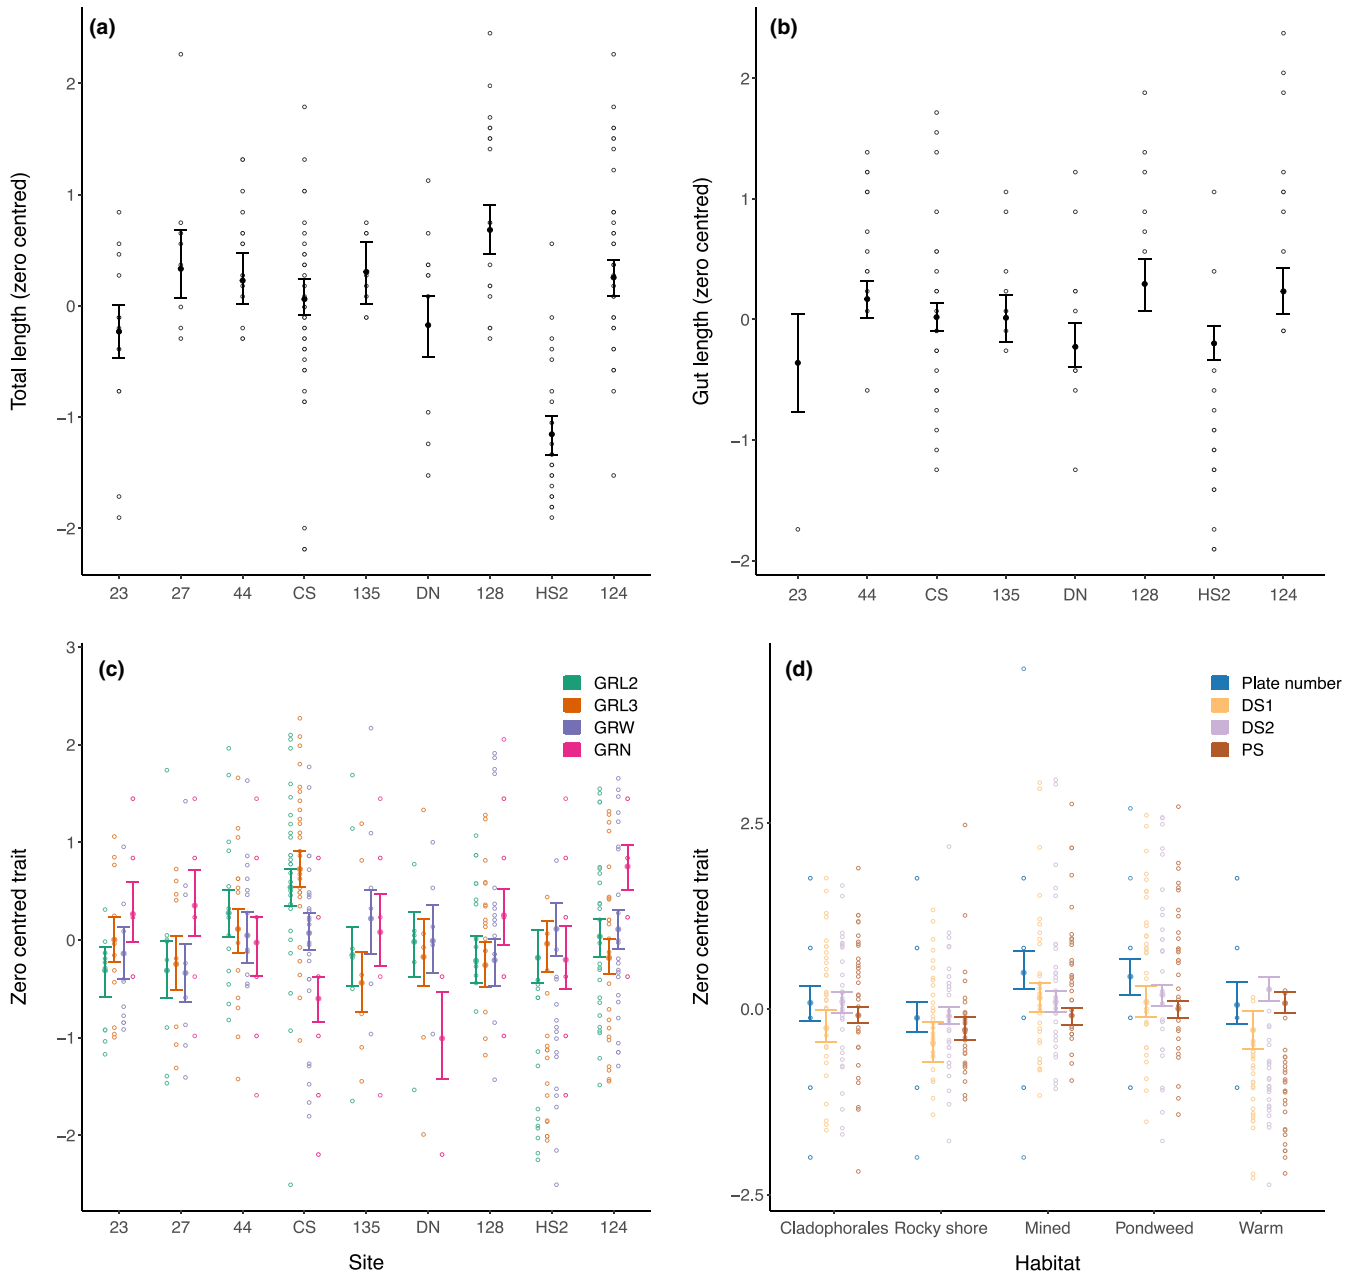 (a)
Total length (zero centred)
2
1
0
−1
−2
23 27 44 CS 135 DN 128 HS2 124
(b)
Gut length (zero centred)
2
1
0
−1
−2
23 44 CS 135 DN 128 HS2 124
(c)
Zero centred trait
3
2
1
0
−1
−2
GRL2
GRL3
GRW
GRN
23 27 44 CS 135 DN 128 HS2 124
Site
(d)
Zero centred trait
2.5
0.0
−2.5
Plate number
DS1
DS2
PS
Cladophorales Rocky shore Mined Pondweed Warm
Habitat